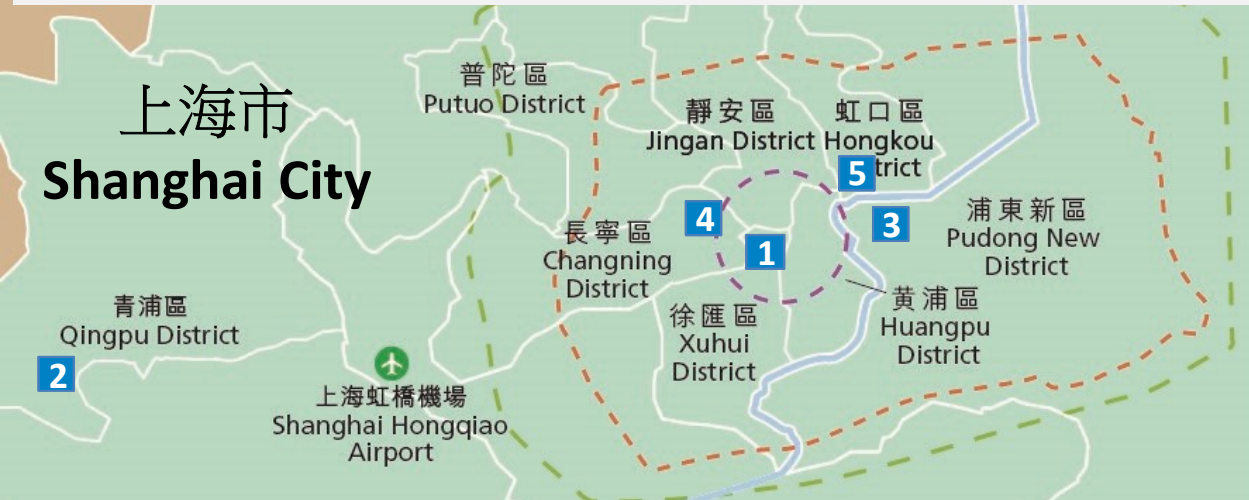 上海市
Shanghai City
普陀區
Putuo District
靜安區
Jingan District
虹口區
Hongkou
trict
5
4
3
1
浦東新區
Pudong New
District
長寧區
Changning
District
青浦區
Qingpu District
2
徐匯區
Xuhui
District
黄浦區
Huangpu
District
上海虹橋機場
Shanghai Hongqiao
Airport